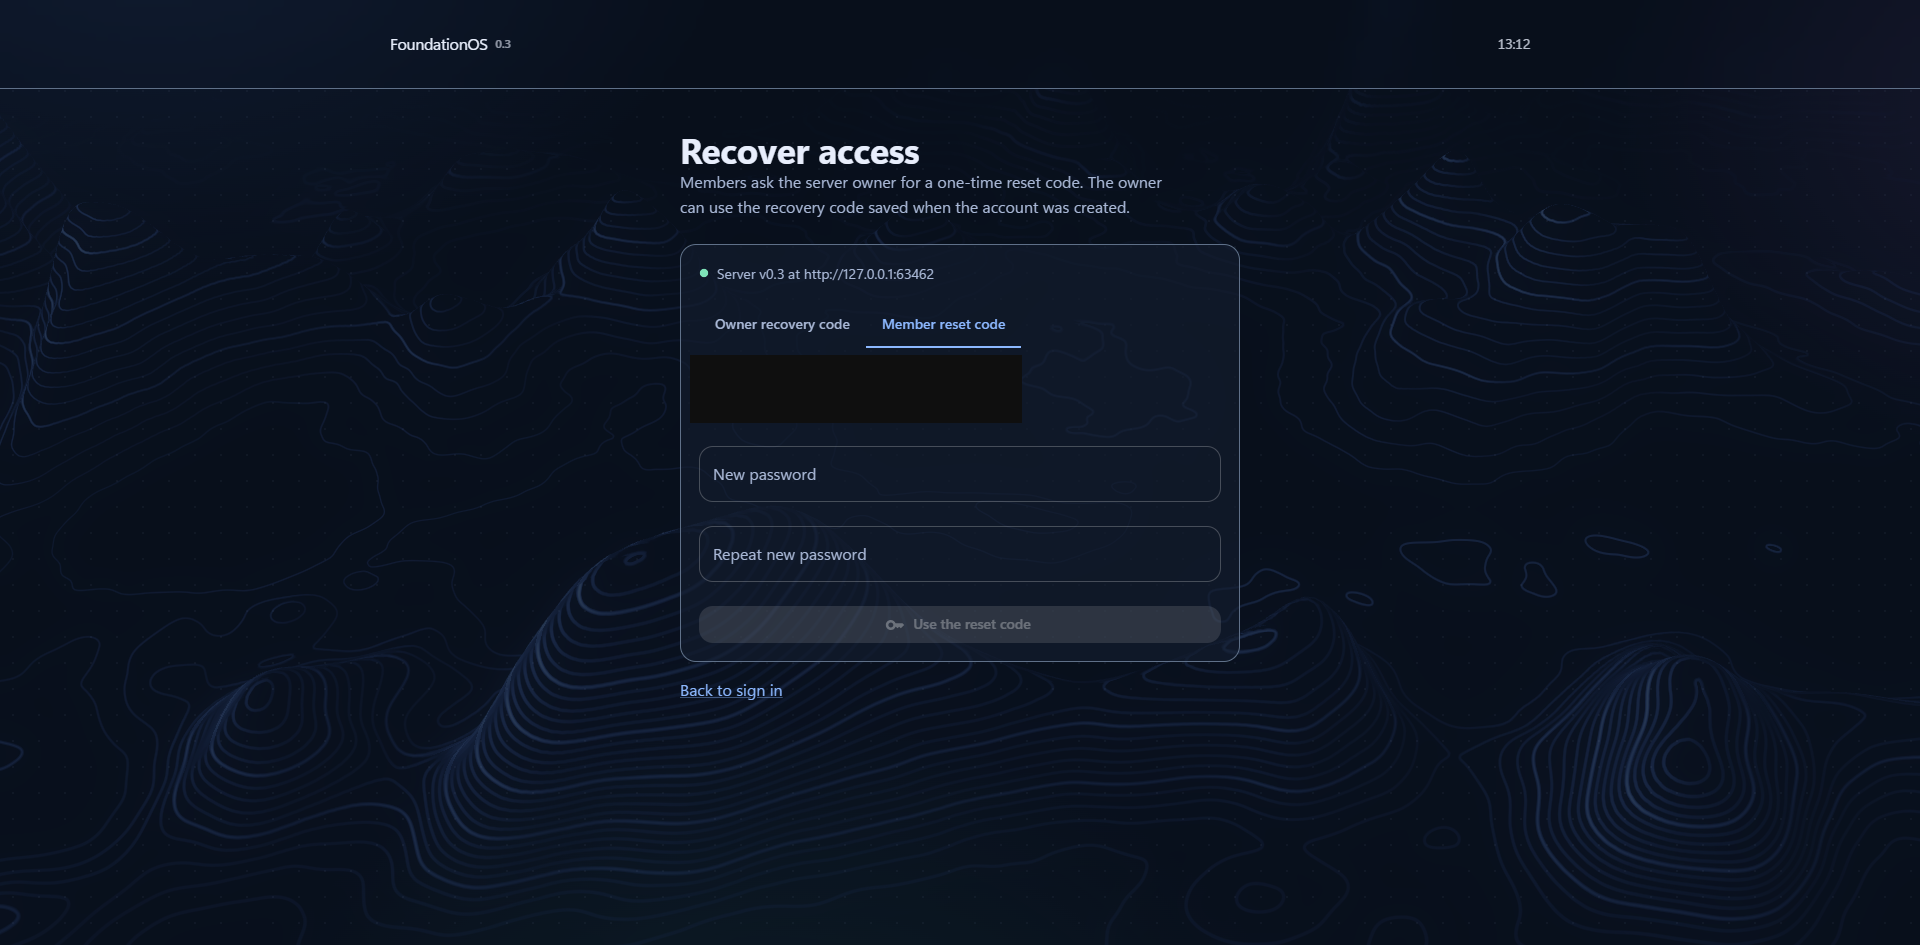 FoundationOS 0.3
13:12
Recover access
Members ask the server owner for a one-time reset code. The owner
can use the recovery code saved when the account was created.
Server v0.3 at http://127.0.0.1:63462
Owner recovery code
Member reset code
New password
Repeat new password
Use the reset code
Back to sign in